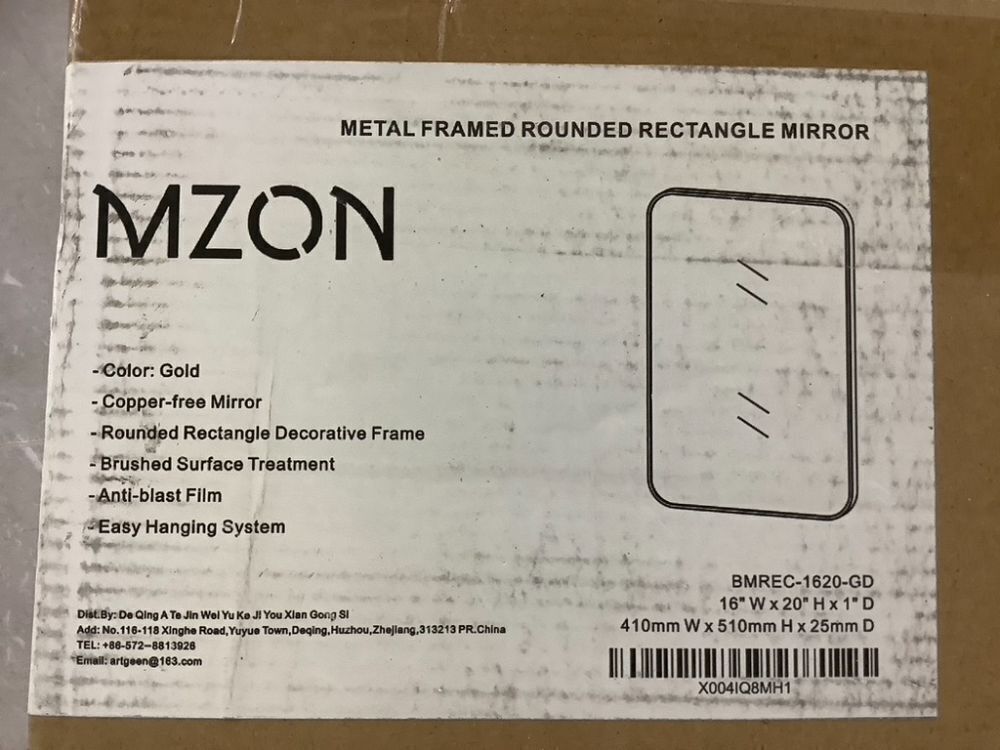 METAL FRAMED ROUNDED RECTANGLE MIRROR
MZON
- Color: Gold
- Copper-free Mirror
- Rounded Rectangle Decorative Frame
- Brushed Surface Treatment
- Anti-blast Film
- Easy Hanging System
BMREC-1620-GD
16" W x 20" H x 1" D
410mm W x 510mm H x 25mm D
X004IQ8MH1
Dist.By: De Qing A Te Jin Wei Yu Ke Ji You Xian Gong Si
Add: No.116-118 Xinghe Road,Yuyue Town,Deqing,Huzhou,Zhejiang,313213 PR.China
TEL: +86-572-8813926
Email: artgeen@163.com